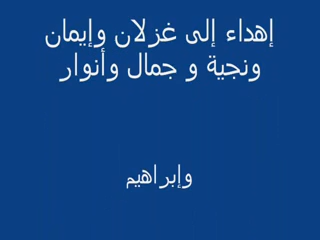 إهداء إلى غزلان وإيمان
ونجية و جمال وأنوار
وإبراهيم